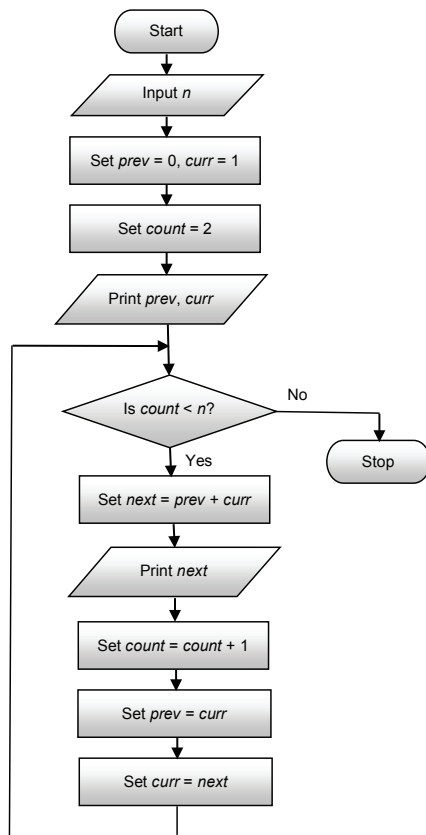 Start
Input n
Set prev = 0, curr = 1
Set count = 2
Print prev, curr
Is count < n?
No
Stop
Yes
Set next = prev + curr
Print next
Set count = count + 1
Set prev = curr
Set curr = next